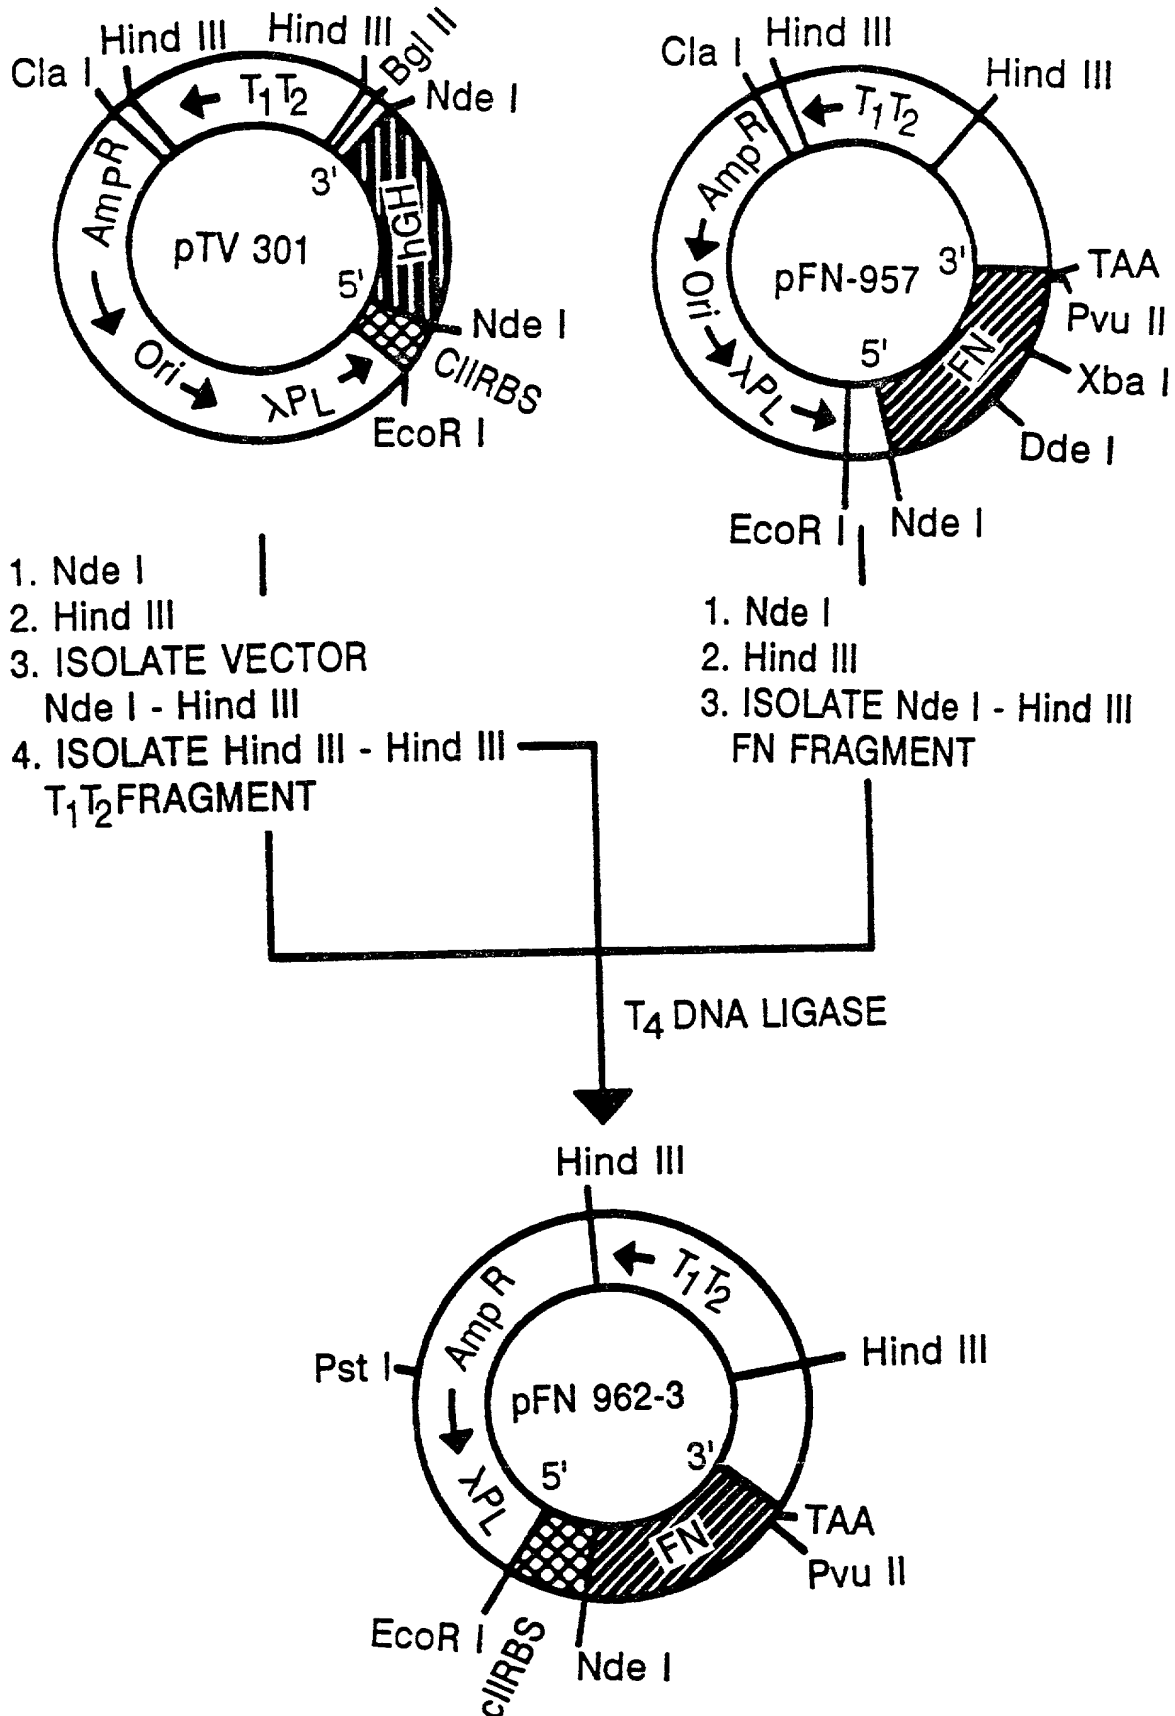 Hind III
Hind III
Bgl II
Cla I
Nde I
T1T2
AmpR
3'
hGH
pTV 301
5'
Nde I
CIIRBS
Ori
λPL
EcoR I
Hind III
Cla I
Hind III
T1T2
AmpR
3'
TAA
pFN-957
Pvu II
Ori
5'
FN
Xba I
λPL
Dde I
EcoR I
Nde I
1. Nde I
2. Hind III
3. ISOLATE VECTOR
Nde I - Hind III
4. ISOLATE Hind III - Hind III
T1T2 FRAGMENT
1. Nde I
2. Hind III
3. ISOLATE Nde I - Hind III
FN FRAGMENT
T4 DNA LIGASE
Hind III
T1T2
AmpR
Pst I
Hind III
pFN 962-3
3'
5'
λPL
TAA
FN
Pvu II
EcoR I
cIIRBS
Nde I